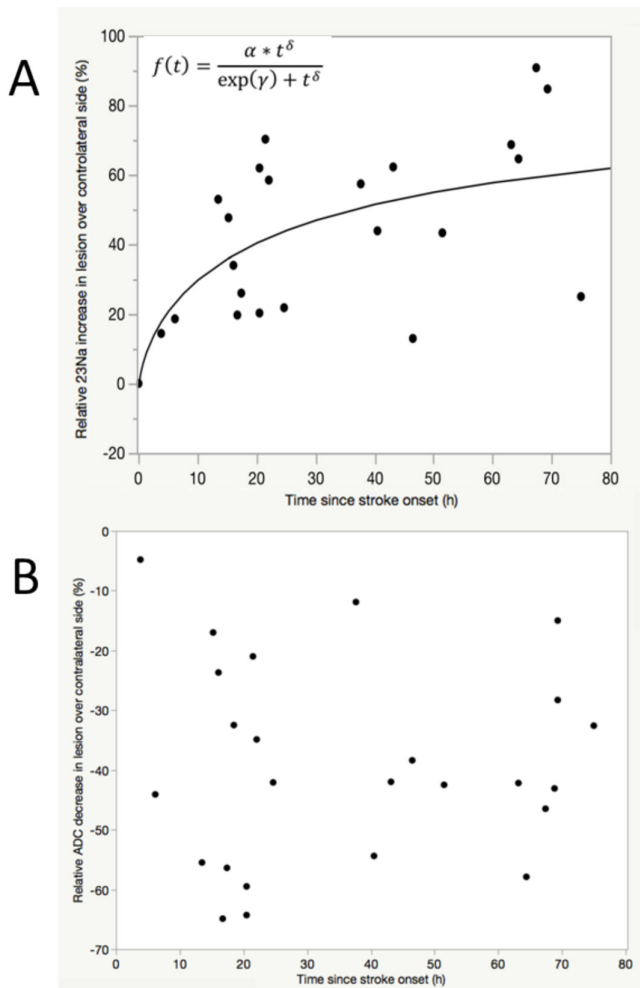 A
f(t) = α * t^δ / exp(γ) + t^δ
Relative 23Na increase in lesion over controlateral side (%)
100
80
60
40
20
0
-20
0 10 20 30 40 50 60 70 80
Time since stroke onset (h)
B
Relative ADC decrease in lesion over contralateral side (%)
0
-10
-20
-30
-40
-50
-60
-70
0 10 20 30 40 50 60 70 80
Time since stroke onset (h)